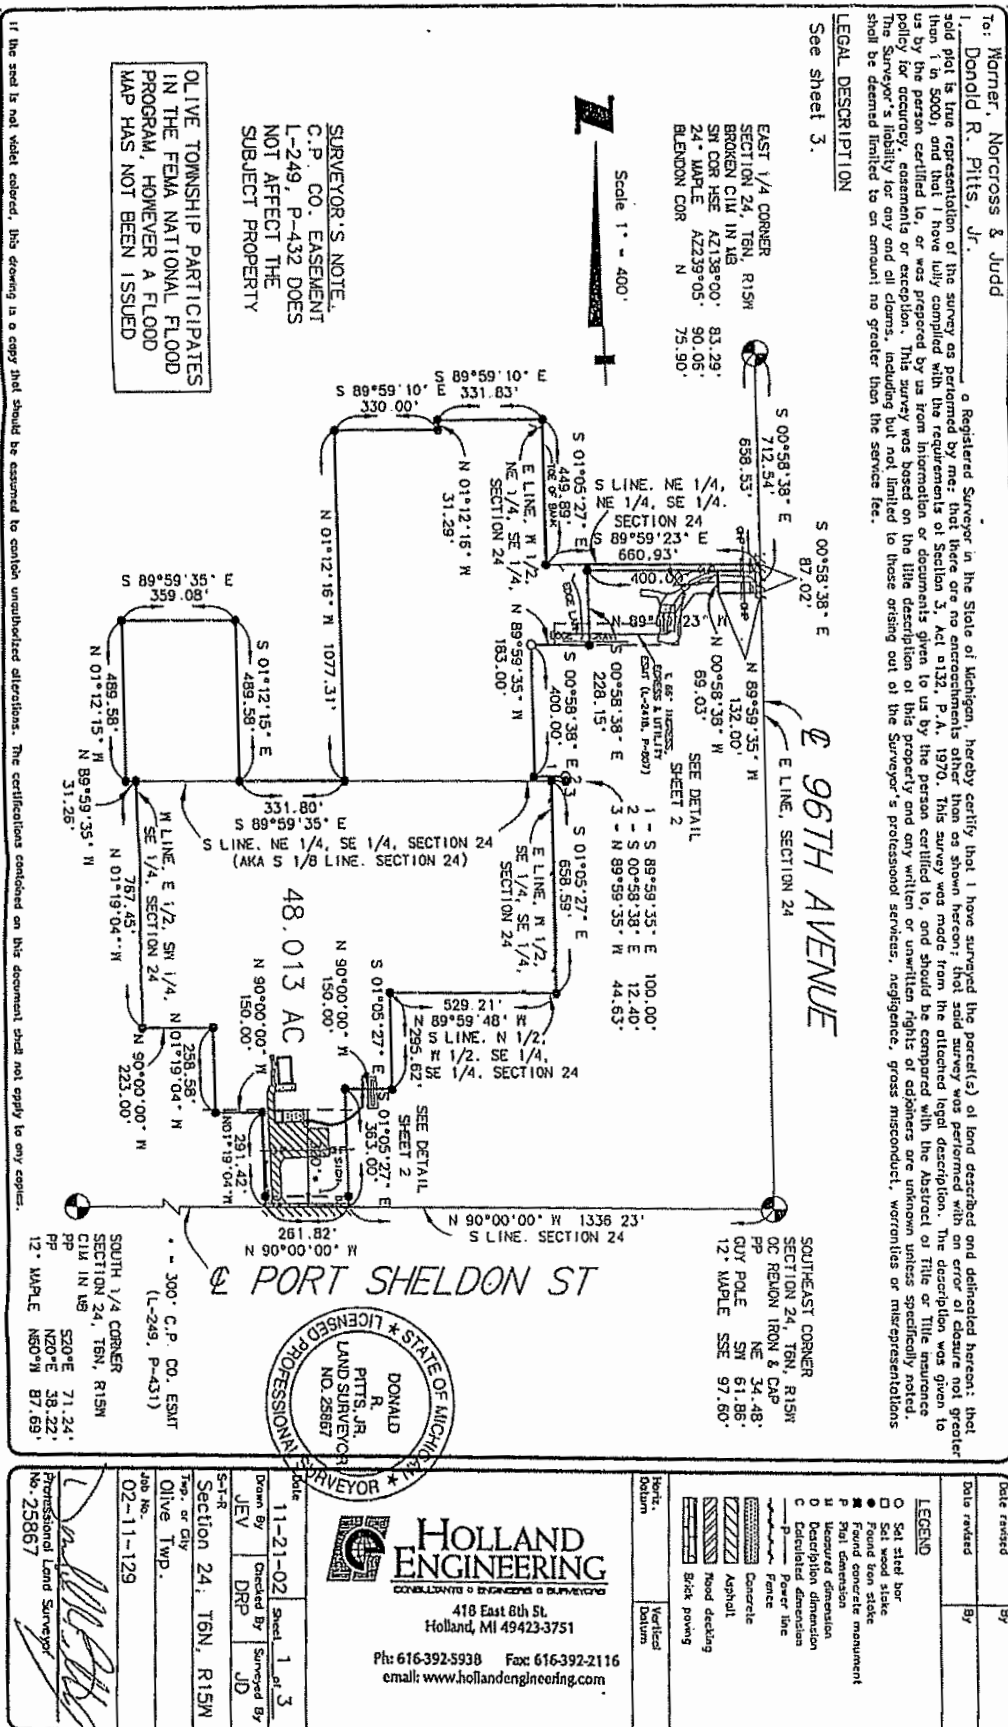 To: Warner, Norcross & Judd
I, Donald R. Pitts, Jr. a Registered Surveyor in the State of Michigan, hereby certify that I have surveyed the parcel(s) of land described and delineated hereon; that
said plat is true representation of the survey as performed by me; that there are no encroachments other than as shown hereon; that said survey was performed with an error of closure not greater
than 1 in 5000; and that I have fully complied with the requirements of Section 3, Act #132, P.A. 1970. This survey was made from the attached legal description. The description was given to
us by the person certified to, or was prepared by us from information or documents given to us by the person certified to, and should be compared with the Abstract of Title or Title insurance
policy for accuracy, easements or exception. This survey was based on the title description of this property and any written or unwritten rights of adjoiners are unknown unless specifically noted.
The Surveyor's liability for any and all claims, including but not limited to those arising out of the Surveyor's professional services, negligence, gross misconduct, warranties or misrepresentations
shall be deemed limited to an amount no greater than the service fee.
LEGAL DESCRIPTION
See sheet 3.
EAST 1/4 CORNER
SECTION 24, T6N, R15W
BROKEN CIM IN MB
SW COR HSE AZ138°00' 83.29'
24" MAPLE AZ239°05' 90.06'
BLENDON COR N 75.90'
Scale 1" = 400'
SURVEYOR'S NOTE:
C.P. CO. EASEMENT
L-249, P-432 DOES
NOT AFFECT THE
SUBJECT PROPERTY
OLIVE TOWNSHIP PARTICIPATES
IN THE FEMA NATIONAL FLOOD
PROGRAM, HOWEVER A FLOOD
MAP HAS NOT BEEN ISSUED
S 00°58'38" E
712.54'
658.53'
S 00°58'38" E
87.02'
℄ 96TH AVENUE
E LINE, SECTION 24
N 89°59'35" W
132.00'
N 00°58'38" W
69.03'
SEE DETAIL
SHEET 2
S LINE, NE 1/4,
NE 1/4, SE 1/4,
SECTION 24
S 89°59'23" E
660.93'
OHP
OHP
400.00'
EDGE LAKE
N 89° 23" W
℄ 66' INGRESS,
EGRESS & UTILITY
ESMT (L-2418, P-807)
S 00°58'38" E
228.15'
S 01°05'27" E
449.89'
TOE OF BANK
E LINE, W 1/2,
NE 1/4, SE 1/4,
SECTION 24
S 89°59'10" E
331.83'
N 01°12'16" W
31.29'
S 89°59'10" E
330.00'
N 01°12'16" W 1077.31'
N 89°59'35" W
183.00'
S 00°58'38" E
400.00'
1
2
3
1 - S 89°59'35" E 100.00'
2 - S 00°58'38" E 12.40'
3 - N 89°59'35" W 44.63'
S 01°05'27" E
658.59'
E LINE, W 1/2,
SE 1/4, SE 1/4,
SECTION 24
331.80'
S 89°59'35" E
S LINE, NE 1/4, SE 1/4, SECTION 24
(AKA S 1/8 LINE, SECTION 24)
S 01°12'15" E
489.58'
S 89°59'35" E
359.08'
489.58'
N 01°12'15" W
N 89°59'35" W
31.26'
W LINE, E 1/2, SW 1/4,
SE 1/4, SECTION 24
767.45'
N 01°19'04" W
48.013 AC
529.21'
N 89°59'48" W
S LINE, N 1/2,
W 1/2, SE 1/4,
SE 1/4, SECTION 24
S 01°05'27" E
295.62'
N 90°00'00" W
150.00'
SEE DETAIL
SHEET 2
S 01°05'27" E
363.00'
N 90°00'00" W
150.00'
N 01°19'04" W
258.58'
N 90°00'00" W
223.00'
291.42'
N01°19'04"W
261.82'
N 90°00'00" W
N 90°00'00" W 1336.23'
S LINE, SECTION 24
℄ PORT SHELDON ST
SOUTHEAST CORNER
SECTION 24, T6N, R15W
OC REMON IRON & CAP
PP NE 34.48'
GUY POLE SW 61.86'
12" MAPLE SSE 97.60'
* = 300' C.P. CO. ESMT
(L-249, P-431)
SOUTH 1/4 CORNER
SECTION 24, T6N, R15W
CIM IN MB
PP S20°E 71.24'
PP N20°E 38.22'
12" MAPLE N60°W 87.69'
STATE OF MICHIGAN
DONALD
R.
PITTS, JR.
LAND SURVEYOR
NO. 25867
LICENSED PROFESSIONAL SURVEYOR
If the seal is not violet colored, this drawing is a copy that should be assumed to contain unauthorized alterations. The certifications contained on this document shall not apply to any copies.
Date revised By
Date revised By
LEGEND
Set steel bar
Set wood stake
Found iron stake
Found concrete monument
P Plat dimension
M Measured dimension
D Description dimension
C Calculated dimension
P Power line
Fence
Concrete
Asphalt
Wood decking
Brick paving
Horiz. Datum
Vertical Datum
HOLLAND
ENGINEERING
CONSULTANTS ENGINEERS SURVEYORS
418 East 8th St.
Holland, MI 49423-3751
Ph: 616-392-5938 Fax: 616-392-2116
email: www.hollandengineering.com
Date 11-21-02
Sheet 1 of 3
Drawn By JEV
Checked By DRP
Surveyed By JD
S-T-R
Section 24, T6N, R15W
Twp. or City
Olive Twp.
Job No.
02-11-129
Professional Land Surveyor
No. 25867